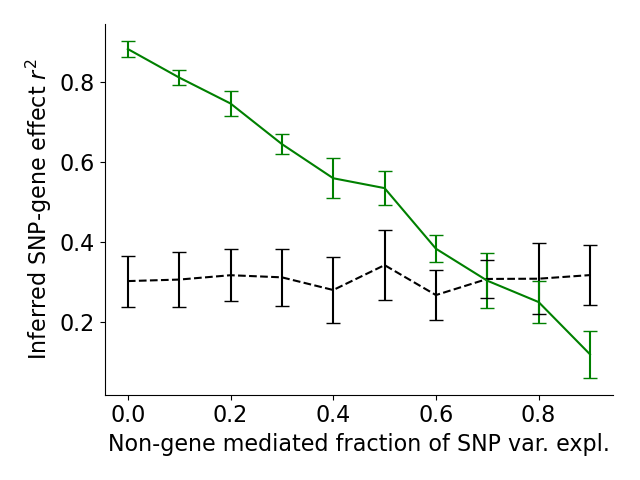 Inferred SNP-gene effect r²
0.8
0.6
0.4
0.2
0.0 0.2 0.4 0.6 0.8
Non-gene mediated fraction of SNP var. expl.